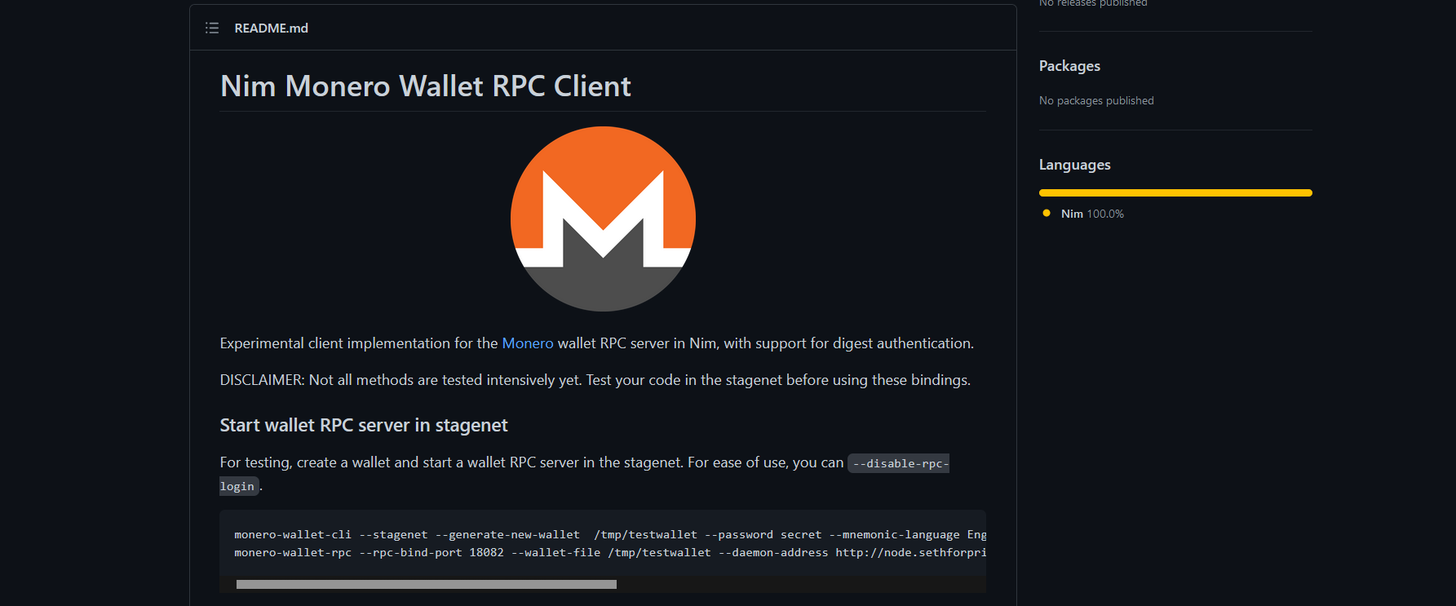 README.md
Nim Monero Wallet RPC Client
Experimental client implementation for the Monero wallet RPC server in Nim, with support for digest authentication.
DISCLAIMER: Not all methods are tested intensively yet. Test your code in the stagenet before using these bindings.
Start wallet RPC server in stagenet
For testing, create a wallet and start a wallet RPC server in the stagenet. For ease of use, you can --disable-rpc-
login.
monero-wallet-cli --stagenet --generate-new-wallet  /tmp/testwallet --password secret --mnemonic-language Eng
monero-wallet-rpc --rpc-bind-port 18082 --wallet-file /tmp/testwallet --daemon-address http://node.sethforpri
No releases published
Packages
No packages published
Languages
Nim 100.0%